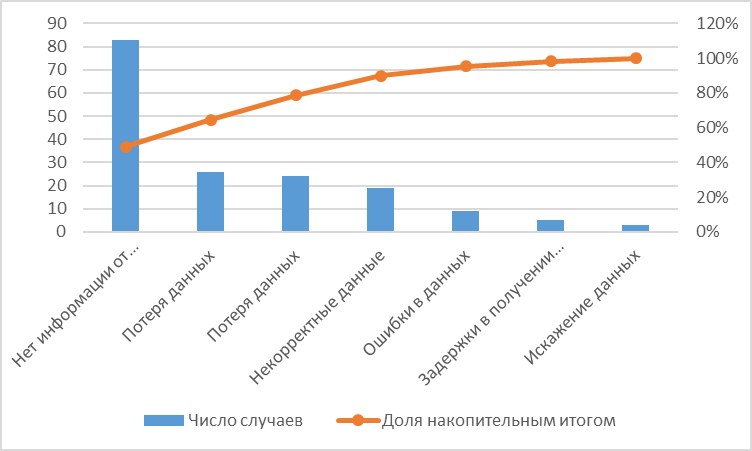 90
80
70
60
50
40
30
20
10
0
120%
100%
80%
60%
40%
20%
0%
Нет информации от...
Потеря данных
Потеря данных
Некорректные данные
Ошибки в данных
Задержки в получении...
Искажение данных
Число случаев
Доля накопительным итогом